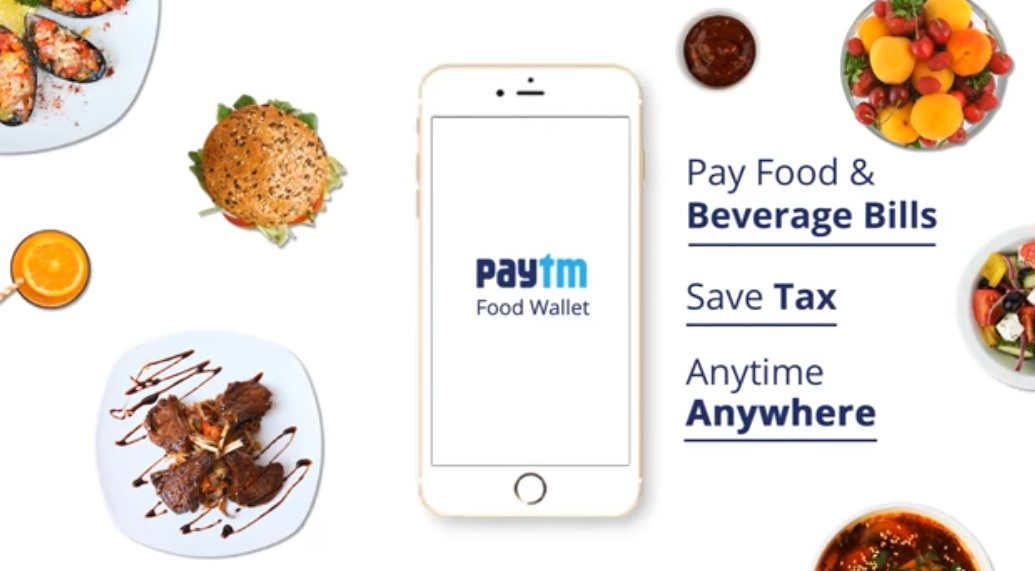 paytm
Food Wallet
Pay Food &
Beverage Bills
Save Tax
Anytime
Anywhere